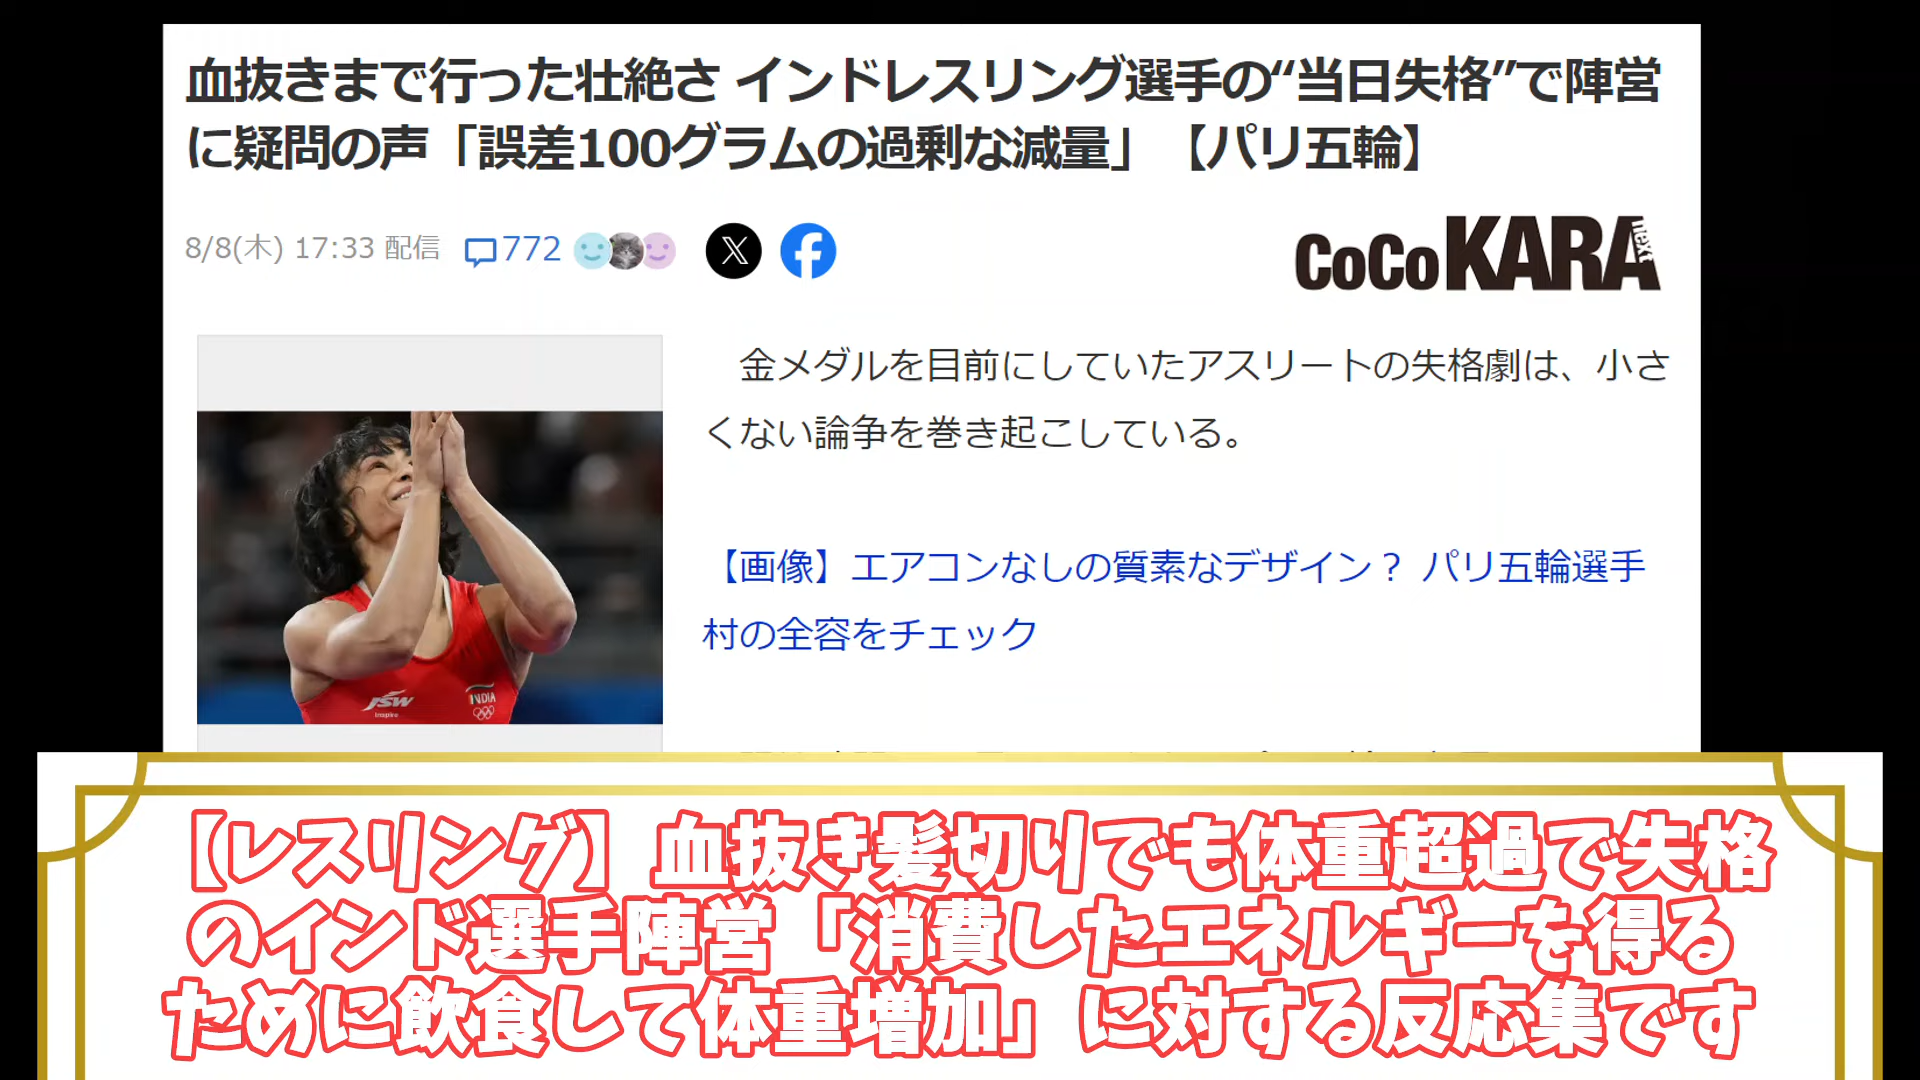 血抜きまで行った壮絶さ インドレスリング選手の“当日失格”で陣営
に疑問の声「誤差100グラムの過剰な減量」【パリ五輪】
8/8(木) 17:33 配信 772
CoCoKARA next
金メダルを目前にしていたアスリートの失格劇は、小さ
くない論争を巻き起こしている。
【画像】エアコンなしの質素なデザイン？ パリ五輪選手
村の全容をチェック
JSW
Inspire
INDIA
【レスリング】血抜き髪切りでも体重超過で失格
のインド選手陣営「消費したエネルギーを得る
ために飲食して体重増加」に対する反応集です